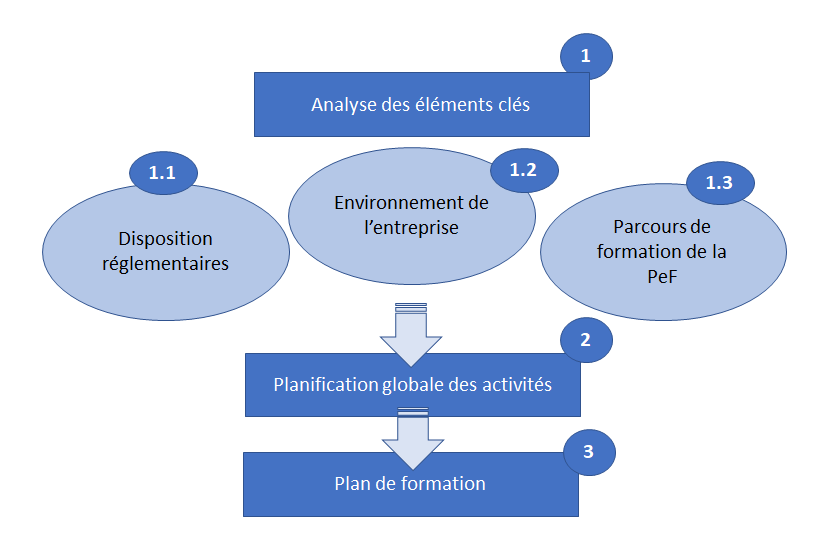 1
Analyse des éléments clés
1.1
Disposition
réglementaires
1.2
Environnement de
l'entreprise
1.3
Parcours de
formation de la
PeF
2
Planification globale des activités
3
Plan de formation